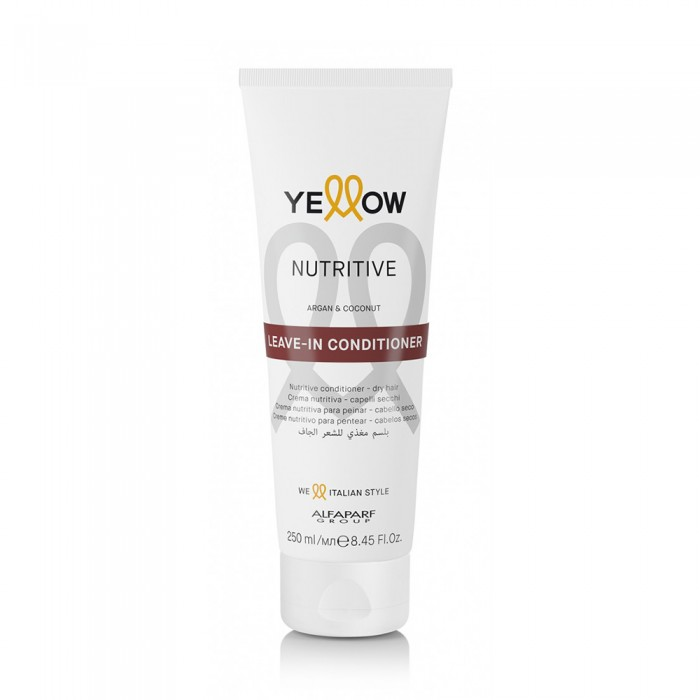 YELLOW
NUTRITIVE
ARGAN & COCONUT
LEAVE-IN CONDITIONER
Nutritive conditioner - dry hair
Crema nutritiva - capelli secchi
Crema nutritiva para peinar - cabello seco
Creme nutritivo para pentear - cabelos secos
بلسم مغذي للشعر الجاف
WE ITALIAN STYLE
ALFAPARF
GROUP
250 ml/мл℮8.45 Fl.Oz.